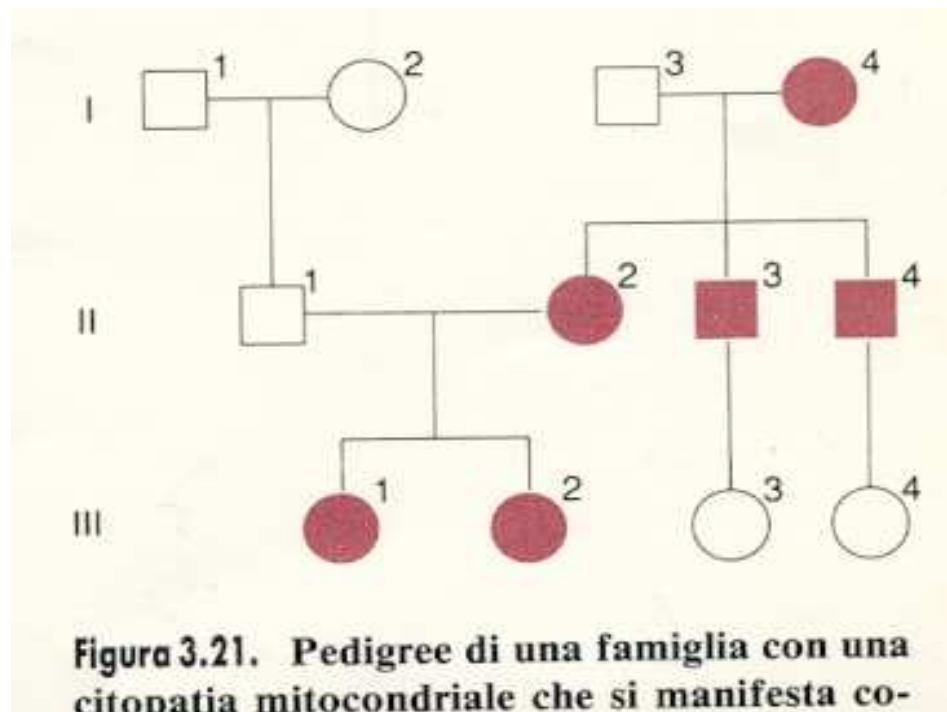 1 2 3 4
I
1 2 3 4
II
1 2 3 4
III
Figura 3.21. Pedigree di una famiglia con una
citopatia mitocondriale che si manifesta co-